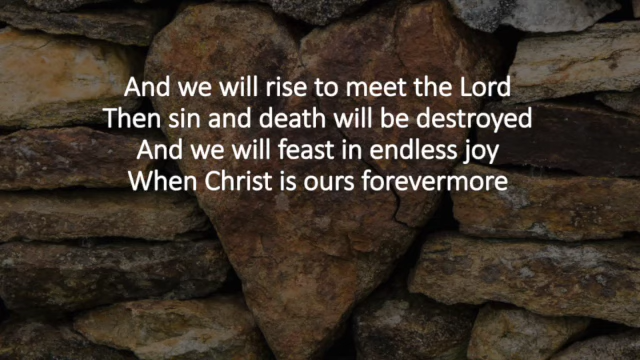 And we will rise to meet the Lord
Then sin and death will be destroyed
And we will feast in endless joy
When Christ is ours forevermore